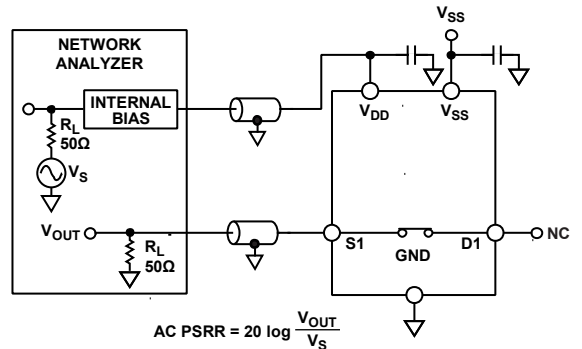 VSS
NETWORK
ANALYZER
INTERNAL
BIAS
RL
50Ω
VS
VDD
VSS
VOUT
RL
50Ω
S1
GND
D1
NC
AC PSRR = 20 log VOUT
VS